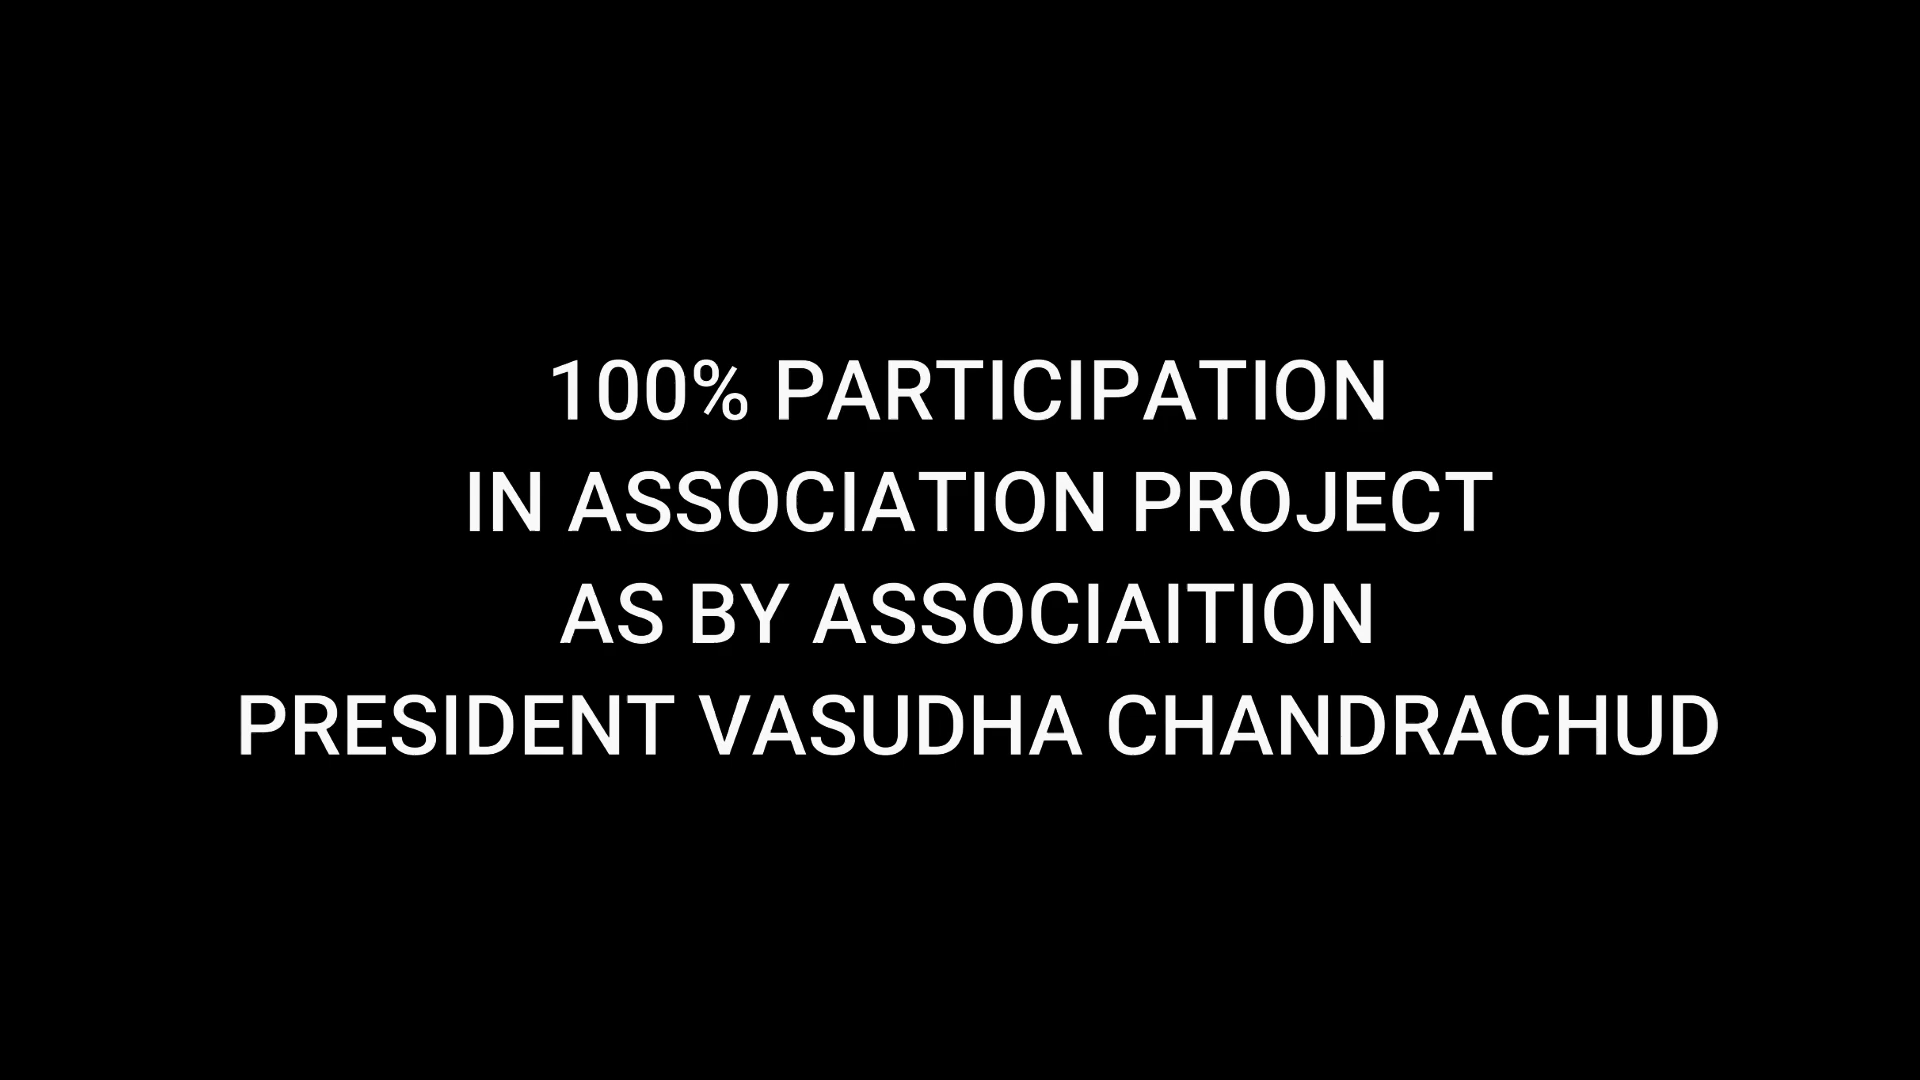 100% PARTICIPATION
IN ASSOCIATION PROJECT
AS BY ASSOCIAITION
PRESIDENT VASUDHA CHANDRACHUD